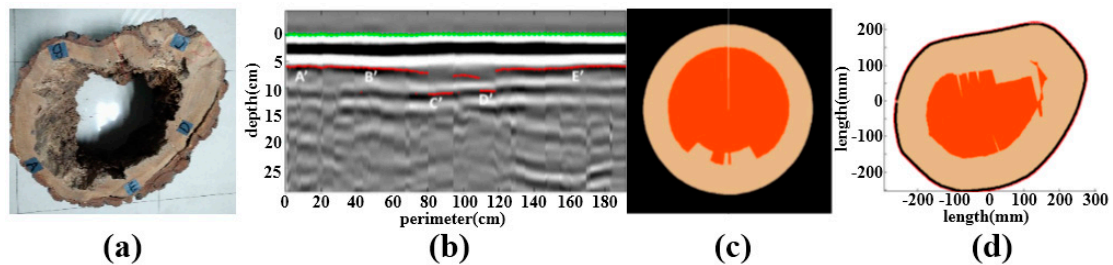 0
5
10
15
20
25
depth(cm)
A' B' C' D' E'
0 20 40 60 80 100 120 140 160 180
perimeter(cm)
200
100
0
-100
-200
length(mm)
-200 -100 0 100 200 300
length(mm)
(a) (b) (c) (d)